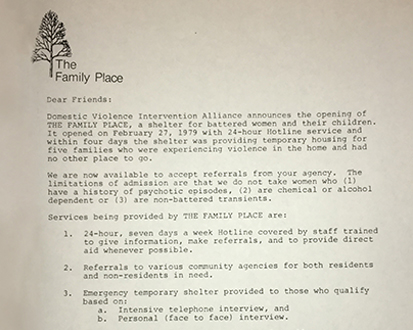 The
Family Place
Dear Friends:
Domestic Violence Intervention Alliance announces the opening of
THE FAMILY PLACE, a shelter for battered women and their children.
It opened on February 27, 1979 with 24-hour Hotline service and
within four days the shelter was providing temporary housing for
five families who were experiencing violence in the home and had
no other place to go.
We are now available to accept referrals from your agency. The
limitations of admission are that we do not take women who (1)
have a history of psychotic episodes, (2) are chemical or alcohol
dependent or (3) are non-battered transients.
Services being provided by THE FAMILY PLACE are:
1. 24-hour, seven days a week Hotline covered by staff trained
to give information, make referrals, and to provide direct
aid whenever possible.
2. Referrals to various community agencies for both residents
and non-residents in need.
3. Emergency temporary shelter provided to those who qualify
based on:
a. Intensive telephone interview, and
b. Personal (face to face) interview.